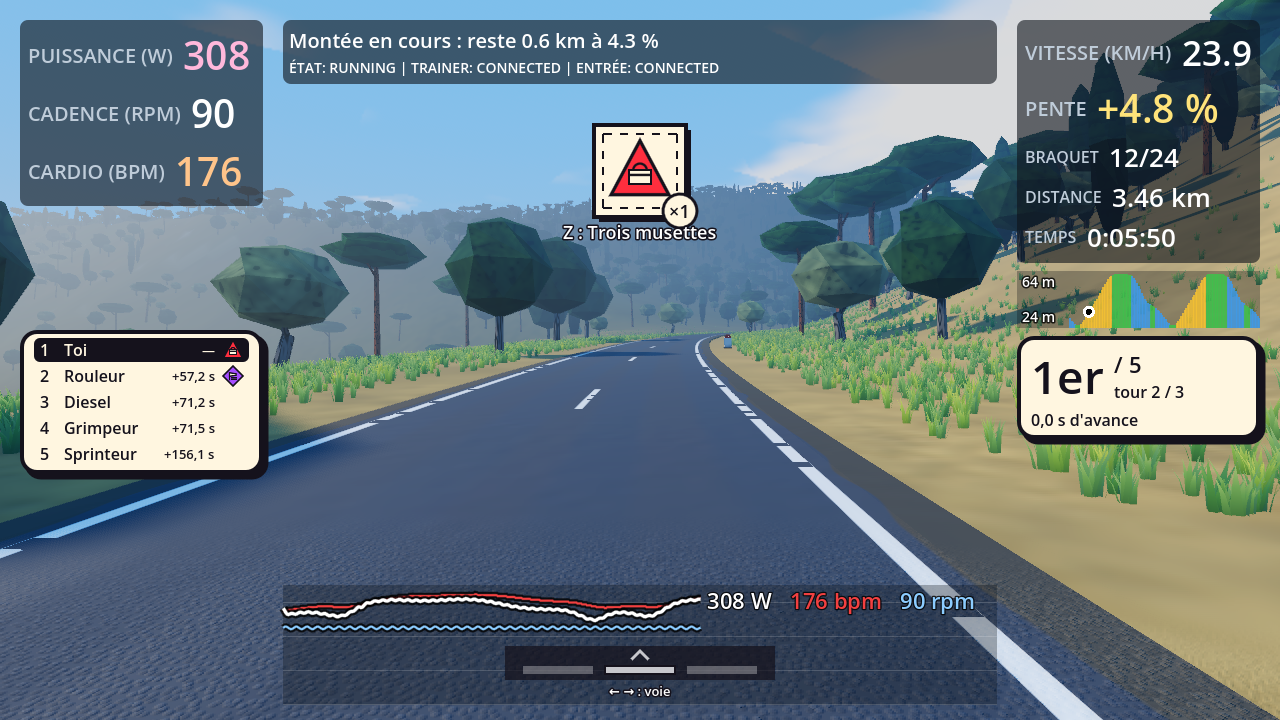 PUISSANCE (W) 308
CADENCE (RPM) 90
CARDIO (BPM) 176
Montée en cours : reste 0.6 km à 4.3 %
ÉTAT: RUNNING | TRAINER: CONNECTED | ENTRÉE: CONNECTED
VITESSE (KM/H) 23.9
PENTE +4.8 %
BRAQUET 12/24
DISTANCE 3.46 km
TEMPS 0:05:50
×1
Z : Trois musettes
64 m
24 m
1 Toi —
2 Rouleur +57,2 s
3 Diesel +71,2 s
4 Grimpeur +71,5 s
5 Sprinteur +156,1 s
1er / 5
tour 2 / 3
0,0 s d'avance
308 W 176 bpm 90 rpm
← → : voie